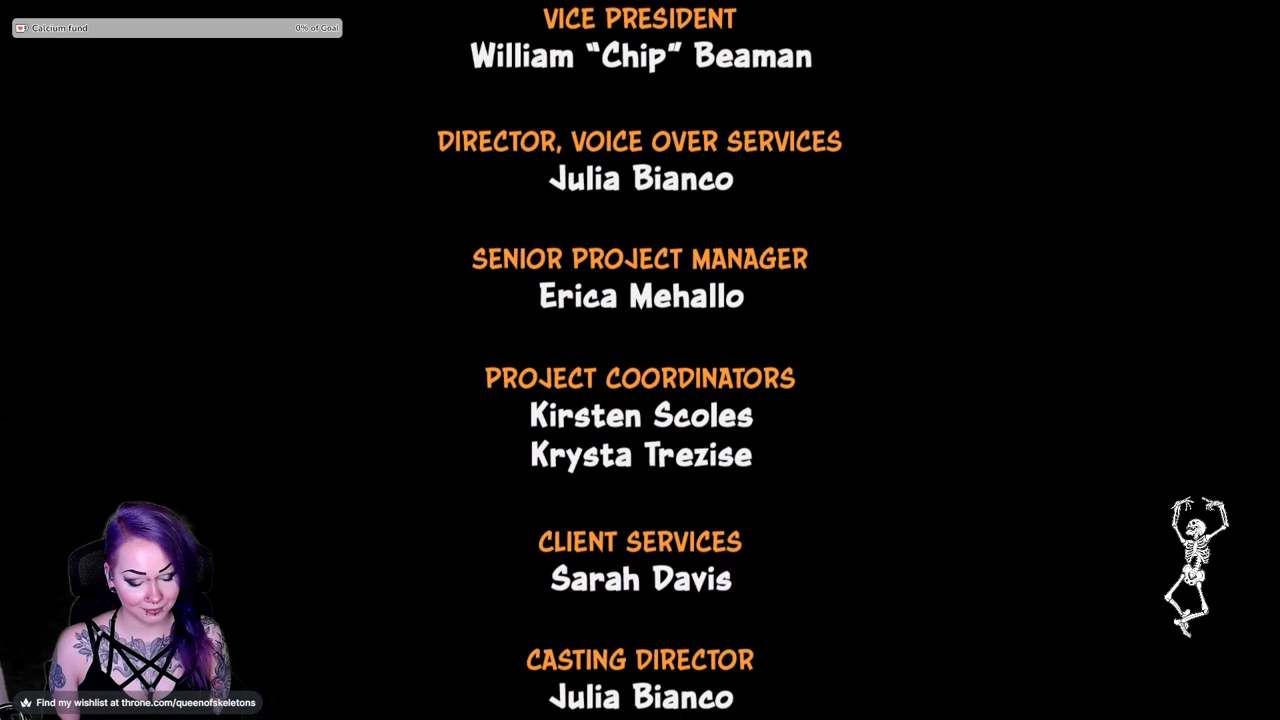 Calcium fund 0% of Goal
VICE PRESIDENT
William “Chip” Beaman
DIRECTOR, VOICE OVER SERVICES
Julia Bianco
SENIOR PROJECT MANAGER
Erica Mehallo
PROJECT COORDINATORS
Kirsten Scoles
Krysta Trezise
CLIENT SERVICES
Sarah Davis
CASTING DIRECTOR
Julia Bianco
Find my wishlist at throne.com/queenofskeletons